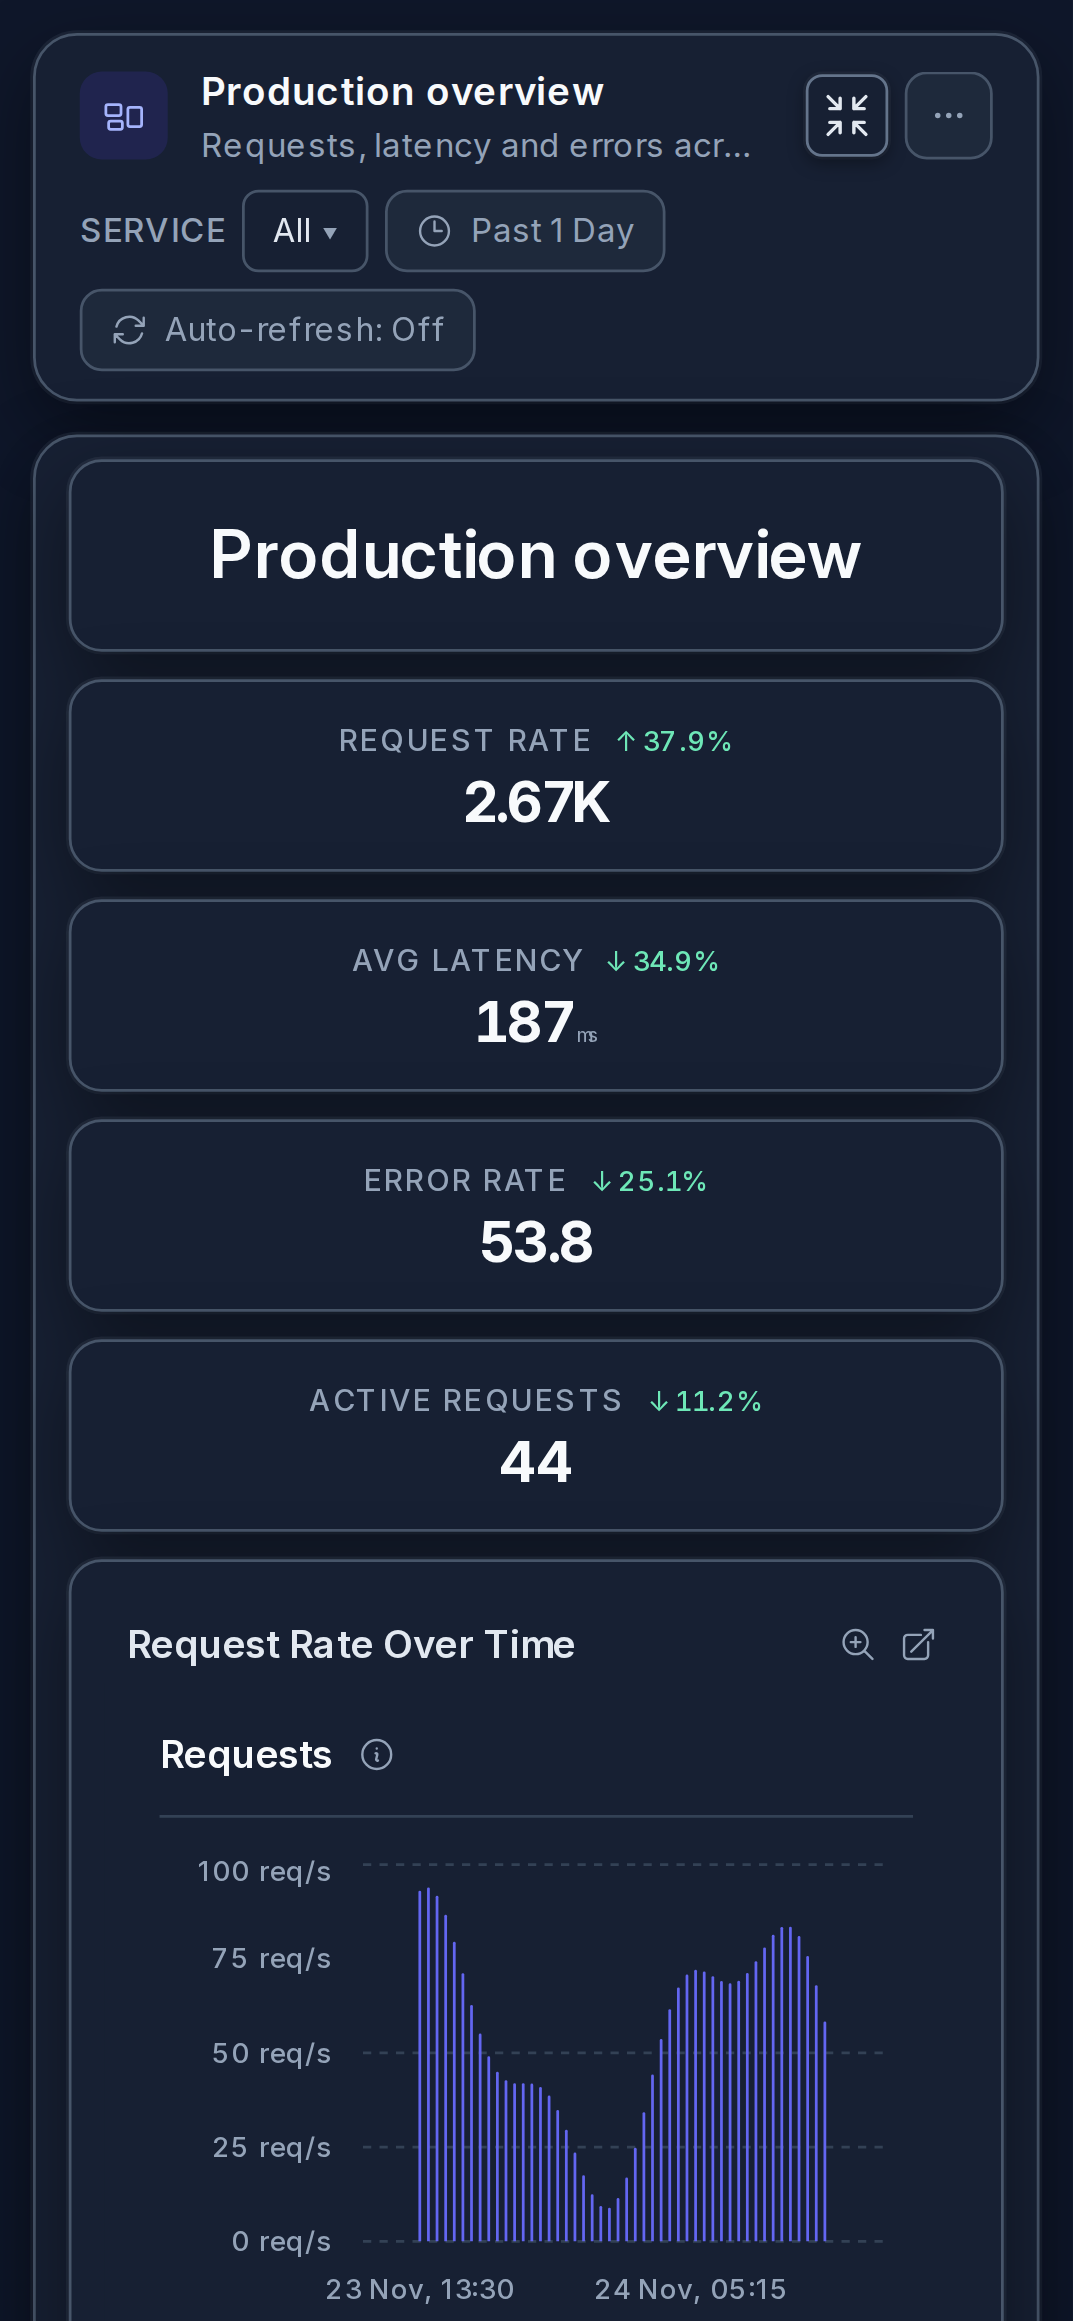 Production overview
Requests, latency and errors acr...
SERVICE All ▾ Past 1 Day
Auto-refresh: Off
Production overview
REQUEST RATE ↑ 37.9%
2.67K
AVG LATENCY ↓ 34.9%
187 ms
ERROR RATE ↓ 25.1%
53.8
ACTIVE REQUESTS ↓ 11.2%
44
Request Rate Over Time
Requests
100 req/s
75 req/s
50 req/s
25 req/s
0 req/s
23 Nov, 13:30 24 Nov, 05:15